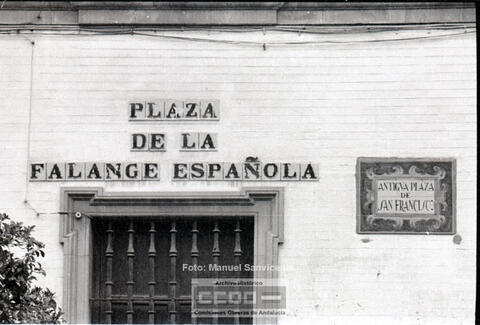 PLAZA
DE LA
FALANGE ESPAÑOLA
ANTIGVA PLAZA
DE
SAN FRANCISCO
Foto: Manuel Sanvicente
Archivo Histórico
CCOO
Comisiones Obreras de Andalucía